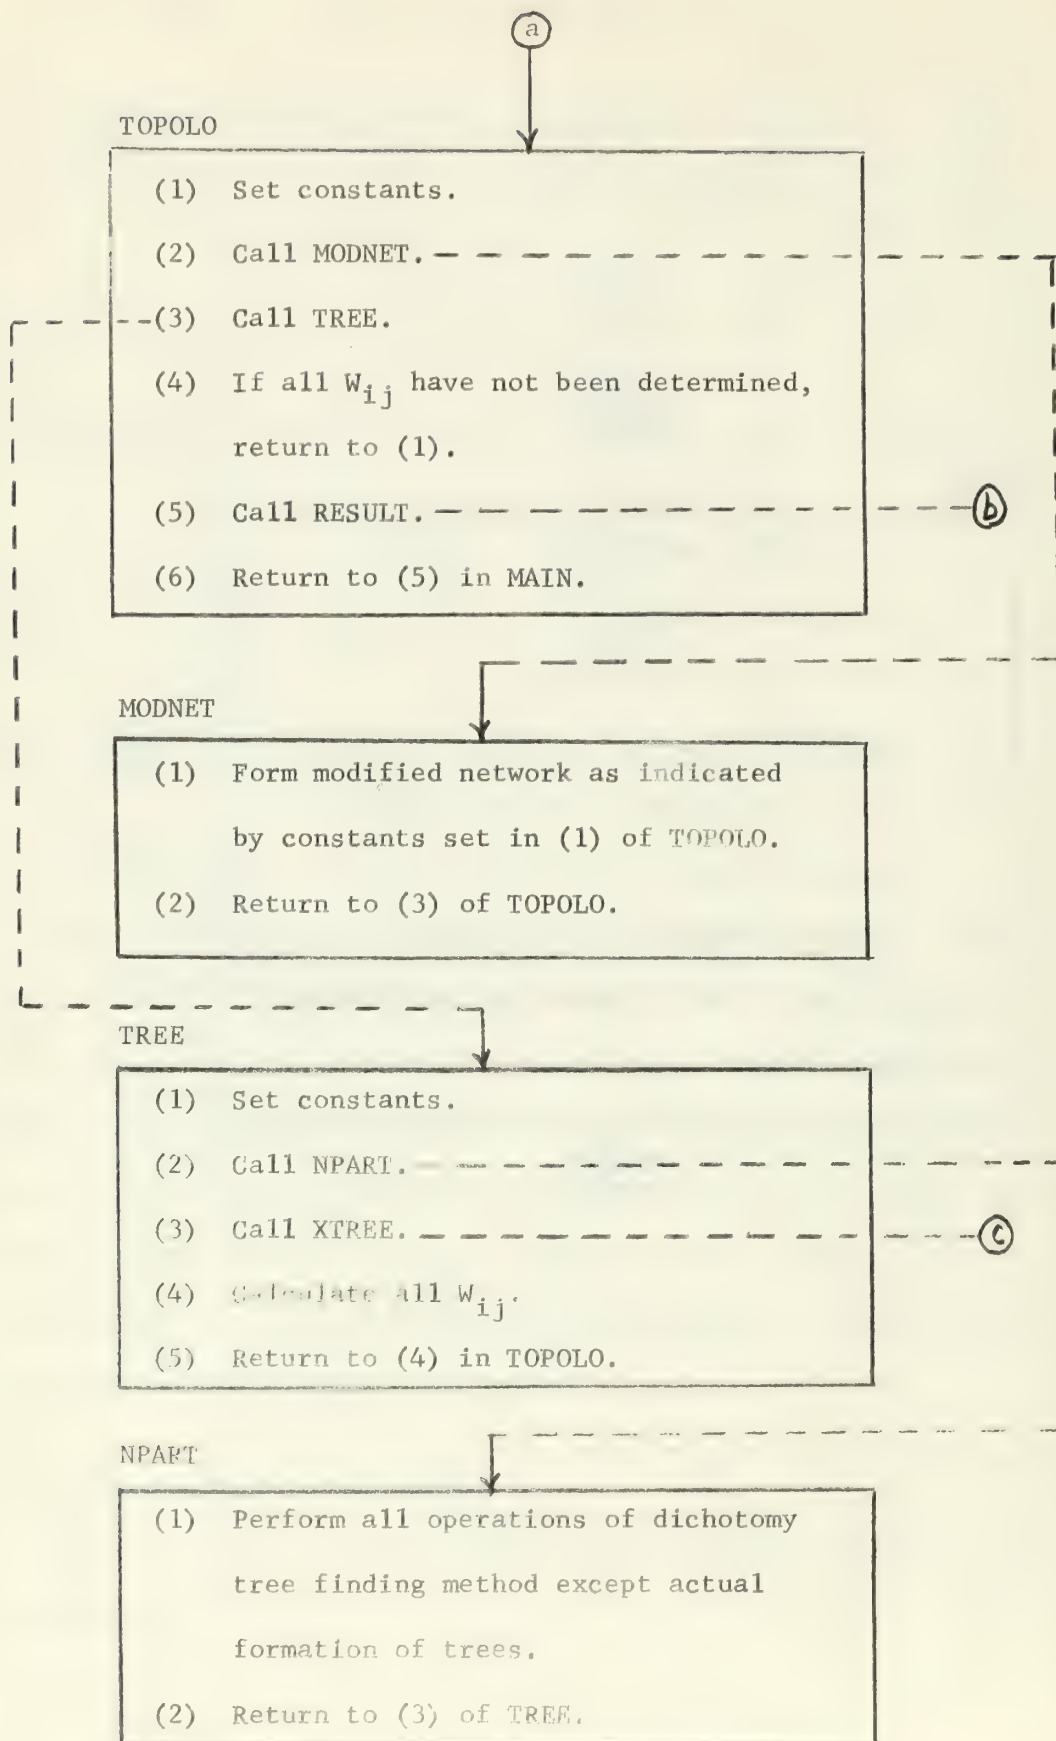 a
TOPOLO
(1) Set constants.
(2) Call MODNET.
(3) Call TREE.
(4) If all W_ij have not been determined,
return to (1).
(5) Call RESULT.
b
(6) Return to (5) in MAIN.
MODNET
(1) Form modified network as indicated
by constants set in (1) of TOPOLO.
(2) Return to (3) of TOPOLO.
TREE
(1) Set constants.
(2) Call NPART.
(3) Call XTREE.
c
(4) Calculate all W_ij.
(5) Return to (4) in TOPOLO.
NPART
(1) Perform all operations of dichotomy
tree finding method except actual
formation of trees.
(2) Return to (3) of TREE.